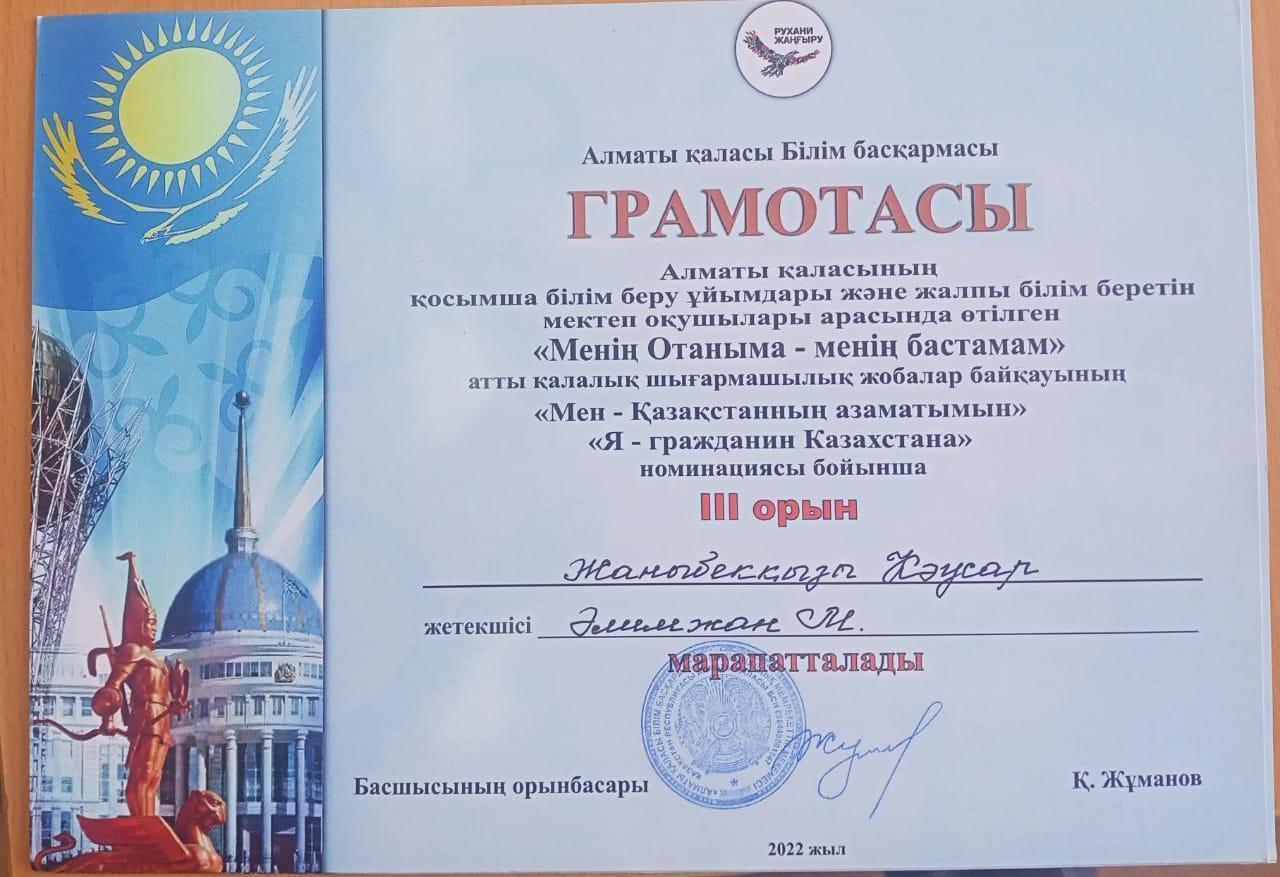 РУХАНИ
ЖАҢҒЫРУ
Алматы қаласы Білім басқармасы
ГРАМОТАСЫ
Алматы қаласының
қосымша білім беру ұйымдары және жалпы білім беретін
мектеп оқушылары арасында өтілген
«Менің Отаныма - менің бастамам»
атты қалалық шығармашылық жобалар байқауының
«Мен - Қазақстанның азаматымын»
«Я - гражданин Казахстана»
номинациясы бойынша
III орын
Жаныбекқызы Кәусар
жетекшісі Әлимжан М.
марапатталады
Басшысының орынбасары
Қ. Жұманов
2022 жыл